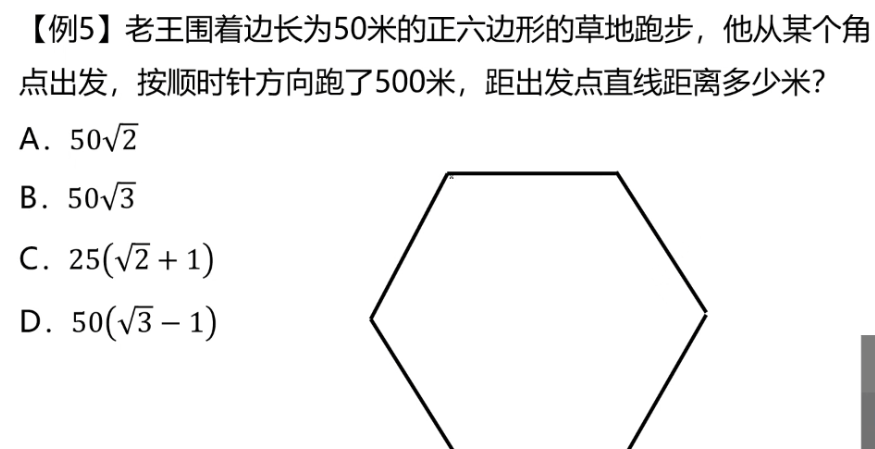 【例5】老王围着边长为50米的正六边形的草地跑步，他从某个角
点出发，按顺时针方向跑了500米，距出发点直线距离多少米？
A. 50√2
B. 50√3
C. 25(√2 + 1)
D. 50(√3 − 1)